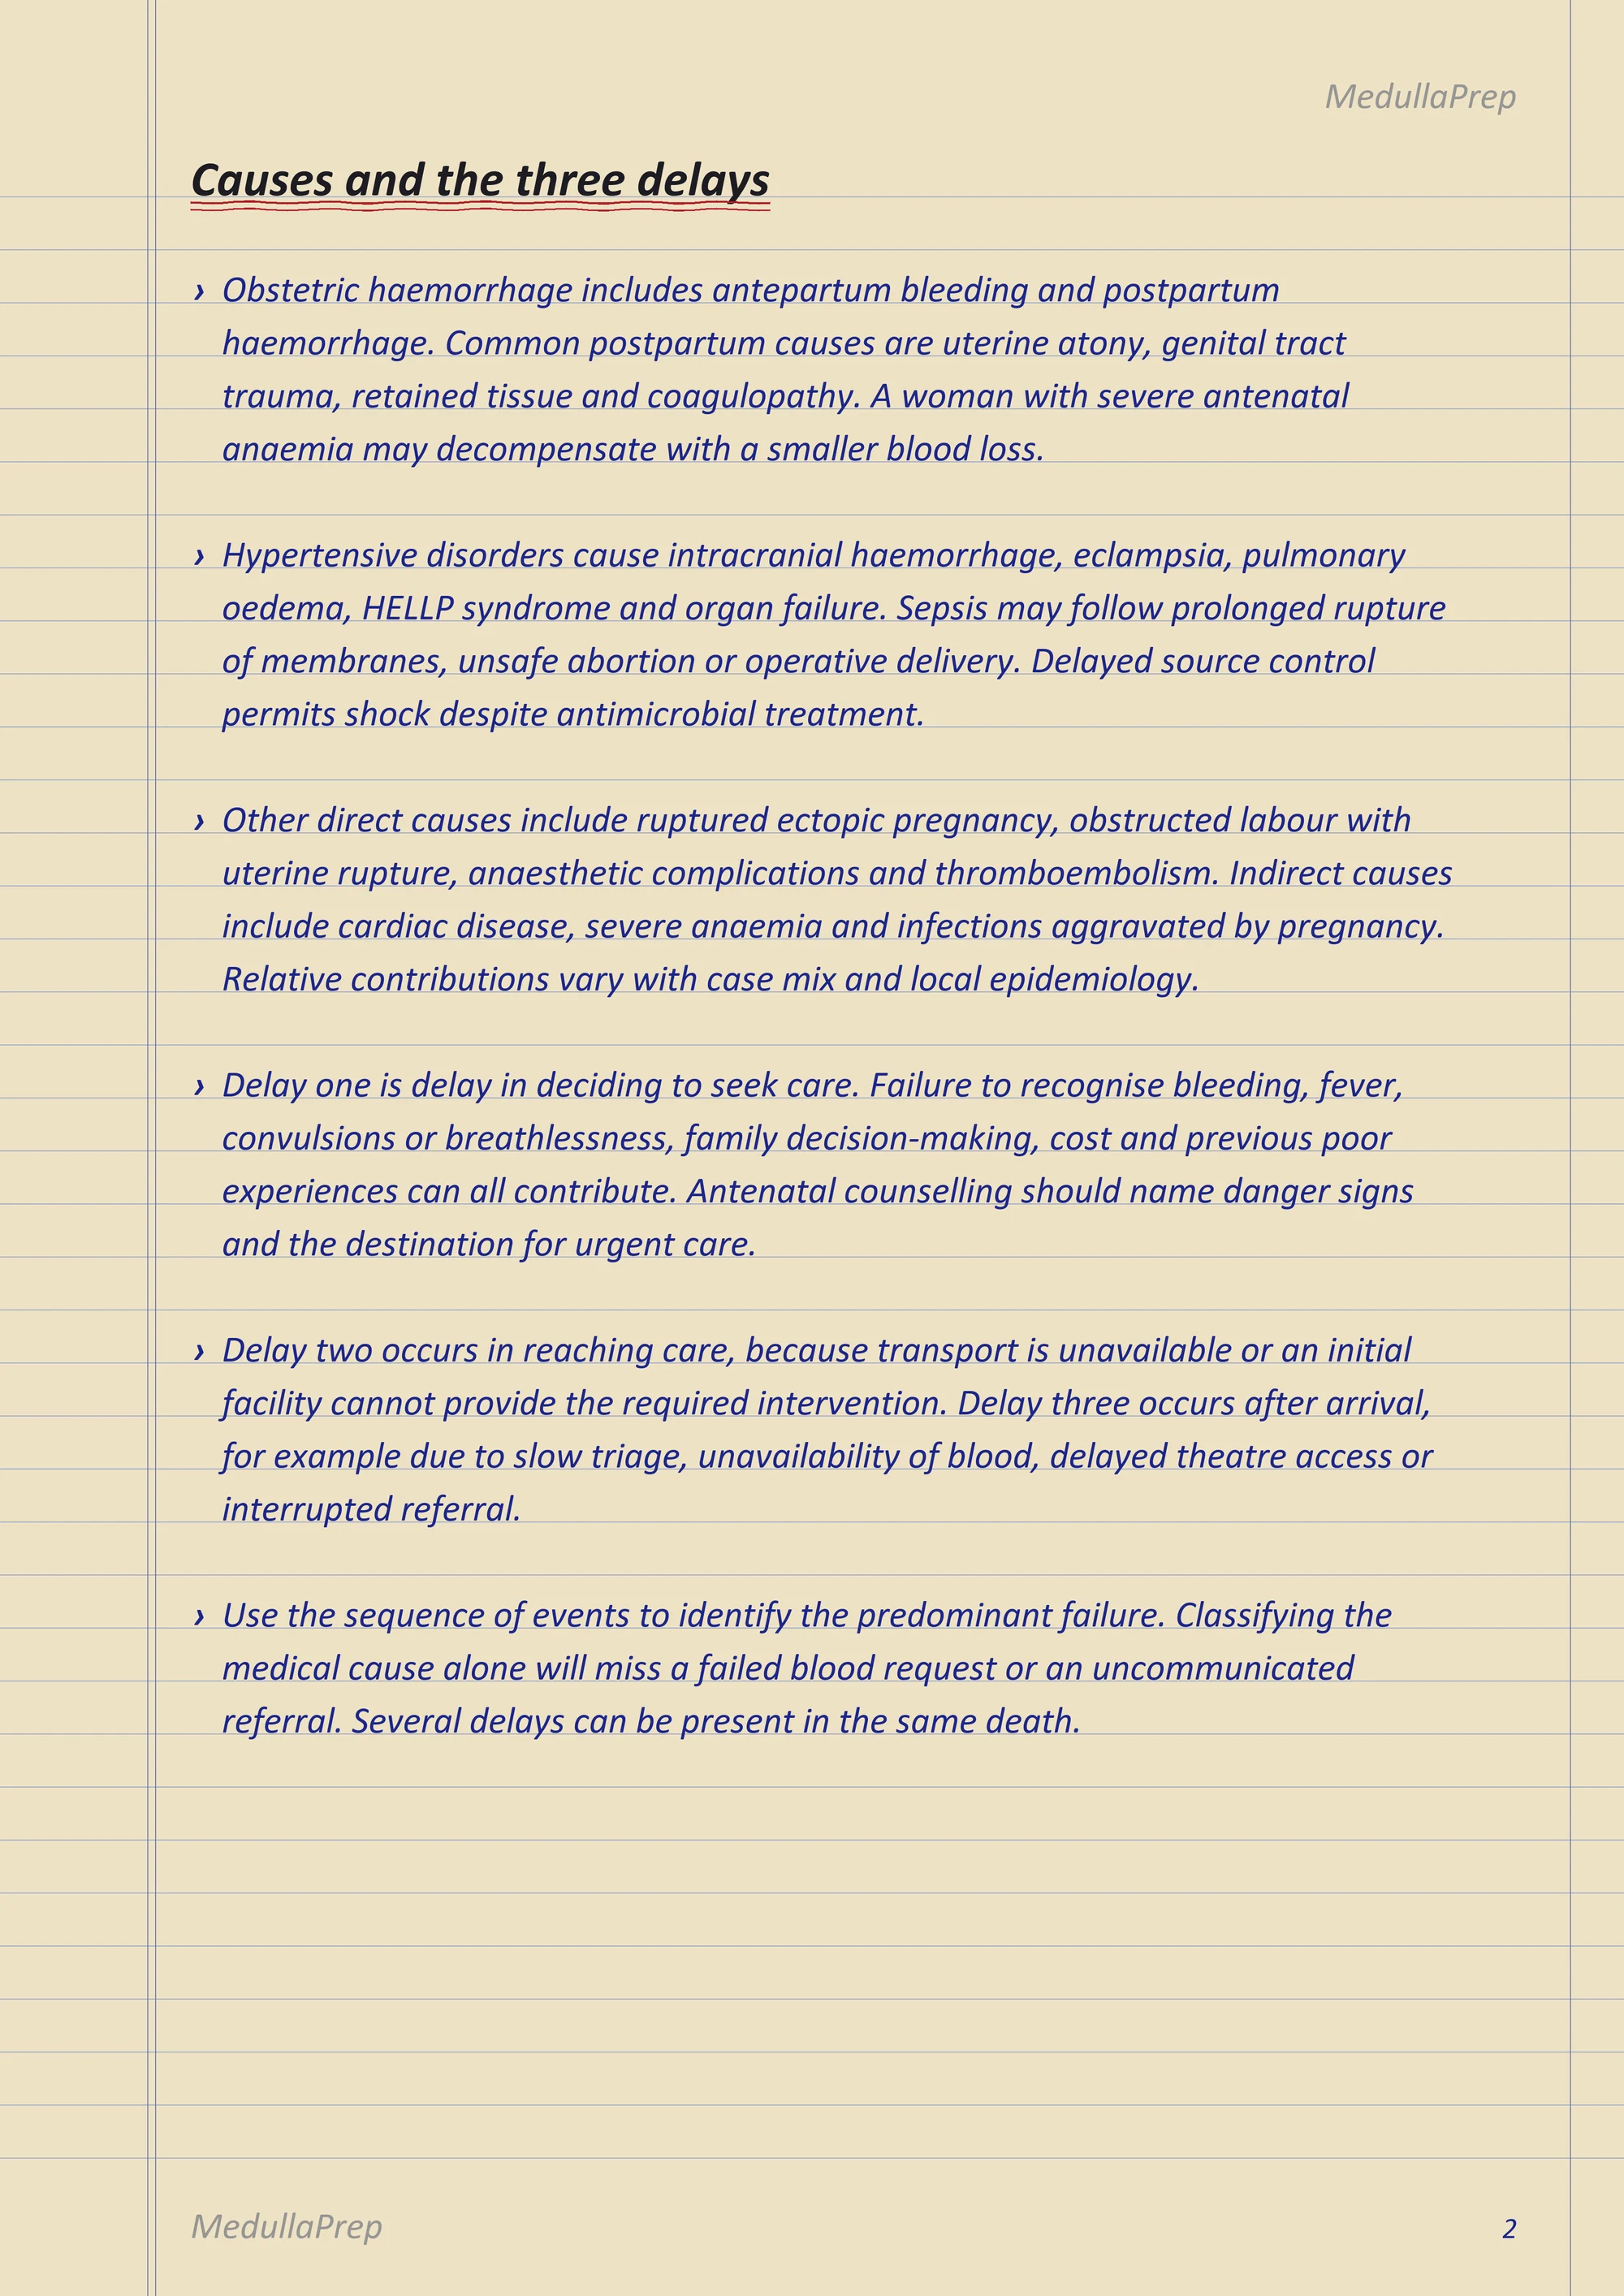 MedullaPrep
Causes and the three delays
› Obstetric haemorrhage includes antepartum bleeding and postpartum
haemorrhage. Common postpartum causes are uterine atony, genital tract
trauma, retained tissue and coagulopathy. A woman with severe antenatal
anaemia may decompensate with a smaller blood loss.
› Hypertensive disorders cause intracranial haemorrhage, eclampsia, pulmonary
oedema, HELLP syndrome and organ failure. Sepsis may follow prolonged rupture
of membranes, unsafe abortion or operative delivery. Delayed source control
permits shock despite antimicrobial treatment.
› Other direct causes include ruptured ectopic pregnancy, obstructed labour with
uterine rupture, anaesthetic complications and thromboembolism. Indirect causes
include cardiac disease, severe anaemia and infections aggravated by pregnancy.
Relative contributions vary with case mix and local epidemiology.
› Delay one is delay in deciding to seek care. Failure to recognise bleeding, fever,
convulsions or breathlessness, family decision-making, cost and previous poor
experiences can all contribute. Antenatal counselling should name danger signs
and the destination for urgent care.
› Delay two occurs in reaching care, because transport is unavailable or an initial
facility cannot provide the required intervention. Delay three occurs after arrival,
for example due to slow triage, unavailability of blood, delayed theatre access or
interrupted referral.
› Use the sequence of events to identify the predominant failure. Classifying the
medical cause alone will miss a failed blood request or an uncommunicated
referral. Several delays can be present in the same death.
MedullaPrep
2